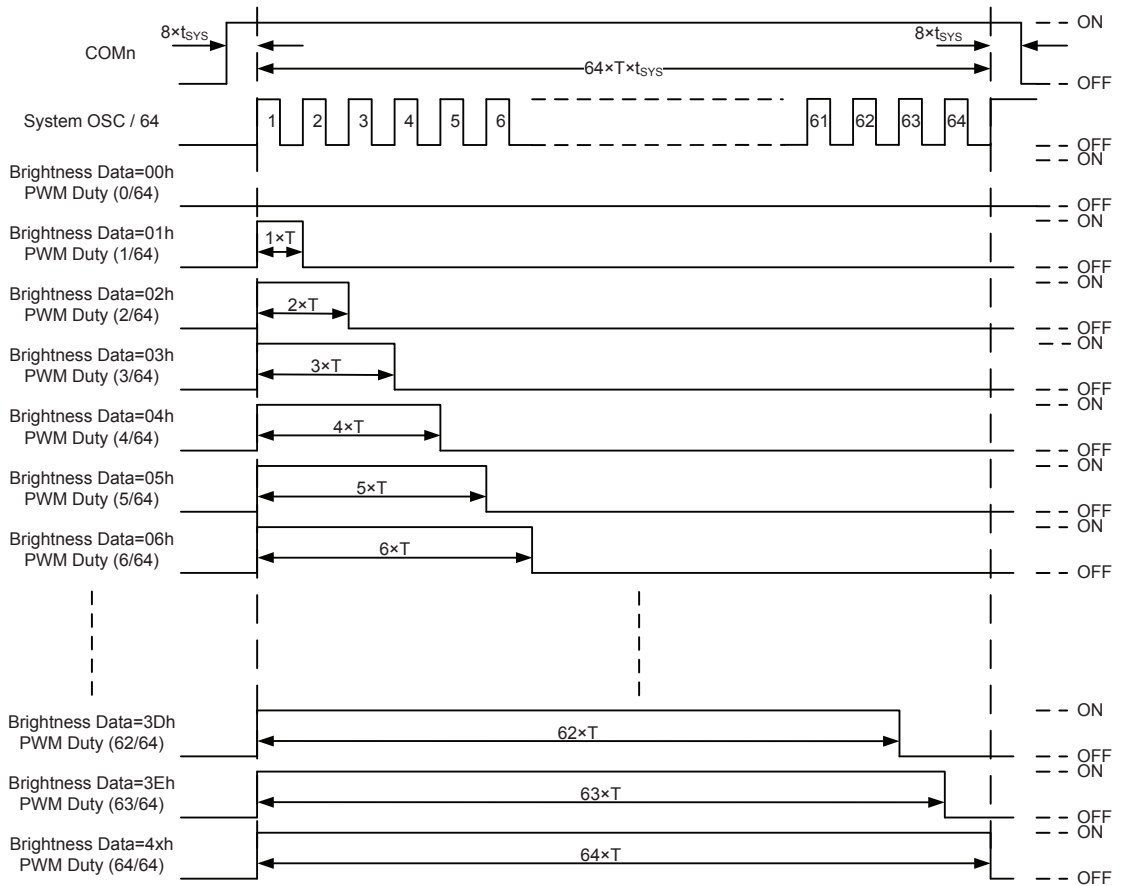 COMn
8×tSYS
8×tSYS
ON
64×T×tSYS
OFF
System OSC / 64
1 2 3 4 5 6 61 62 63 64
OFF
Brightness Data=00h
PWM Duty (0/64)
ON
OFF
Brightness Data=01h
PWM Duty (1/64)
1×T
ON
OFF
Brightness Data=02h
PWM Duty (2/64)
2×T
ON
OFF
Brightness Data=03h
PWM Duty (3/64)
3×T
ON
OFF
Brightness Data=04h
PWM Duty (4/64)
4×T
ON
OFF
Brightness Data=05h
PWM Duty (5/64)
5×T
ON
OFF
Brightness Data=06h
PWM Duty (6/64)
6×T
ON
OFF
Brightness Data=3Dh
PWM Duty (62/64)
62×T
ON
OFF
Brightness Data=3Eh
PWM Duty (63/64)
63×T
ON
OFF
Brightness Data=4xh
PWM Duty (64/64)
64×T
ON
OFF